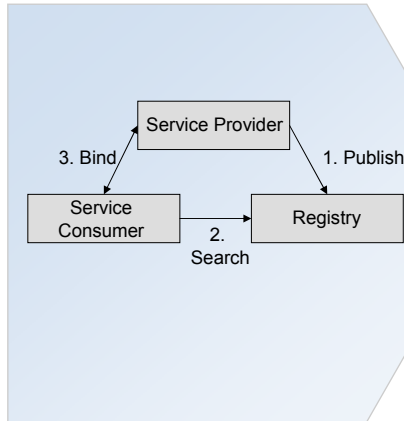 Service Provider
3. Bind
1. Publish
Service
Consumer
Registry
2.
Search